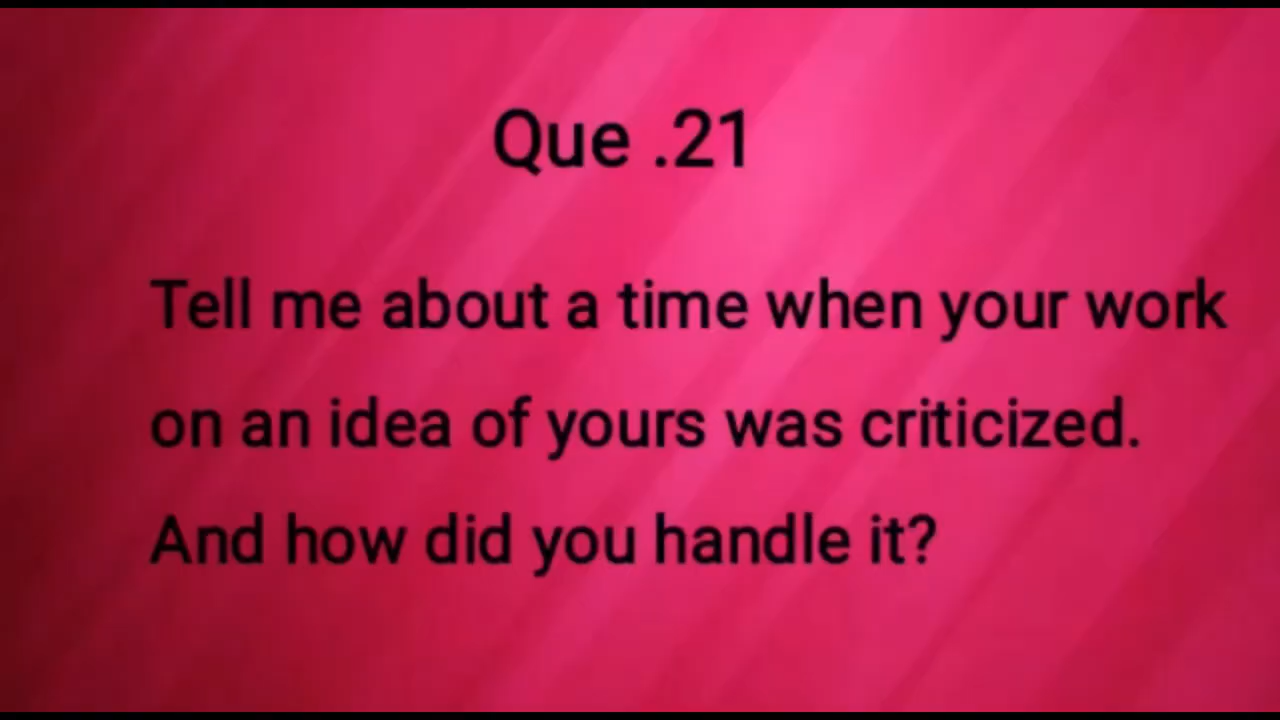 Que .21
Tell me about a time when your work
on an idea of yours was criticized.
And how did you handle it?